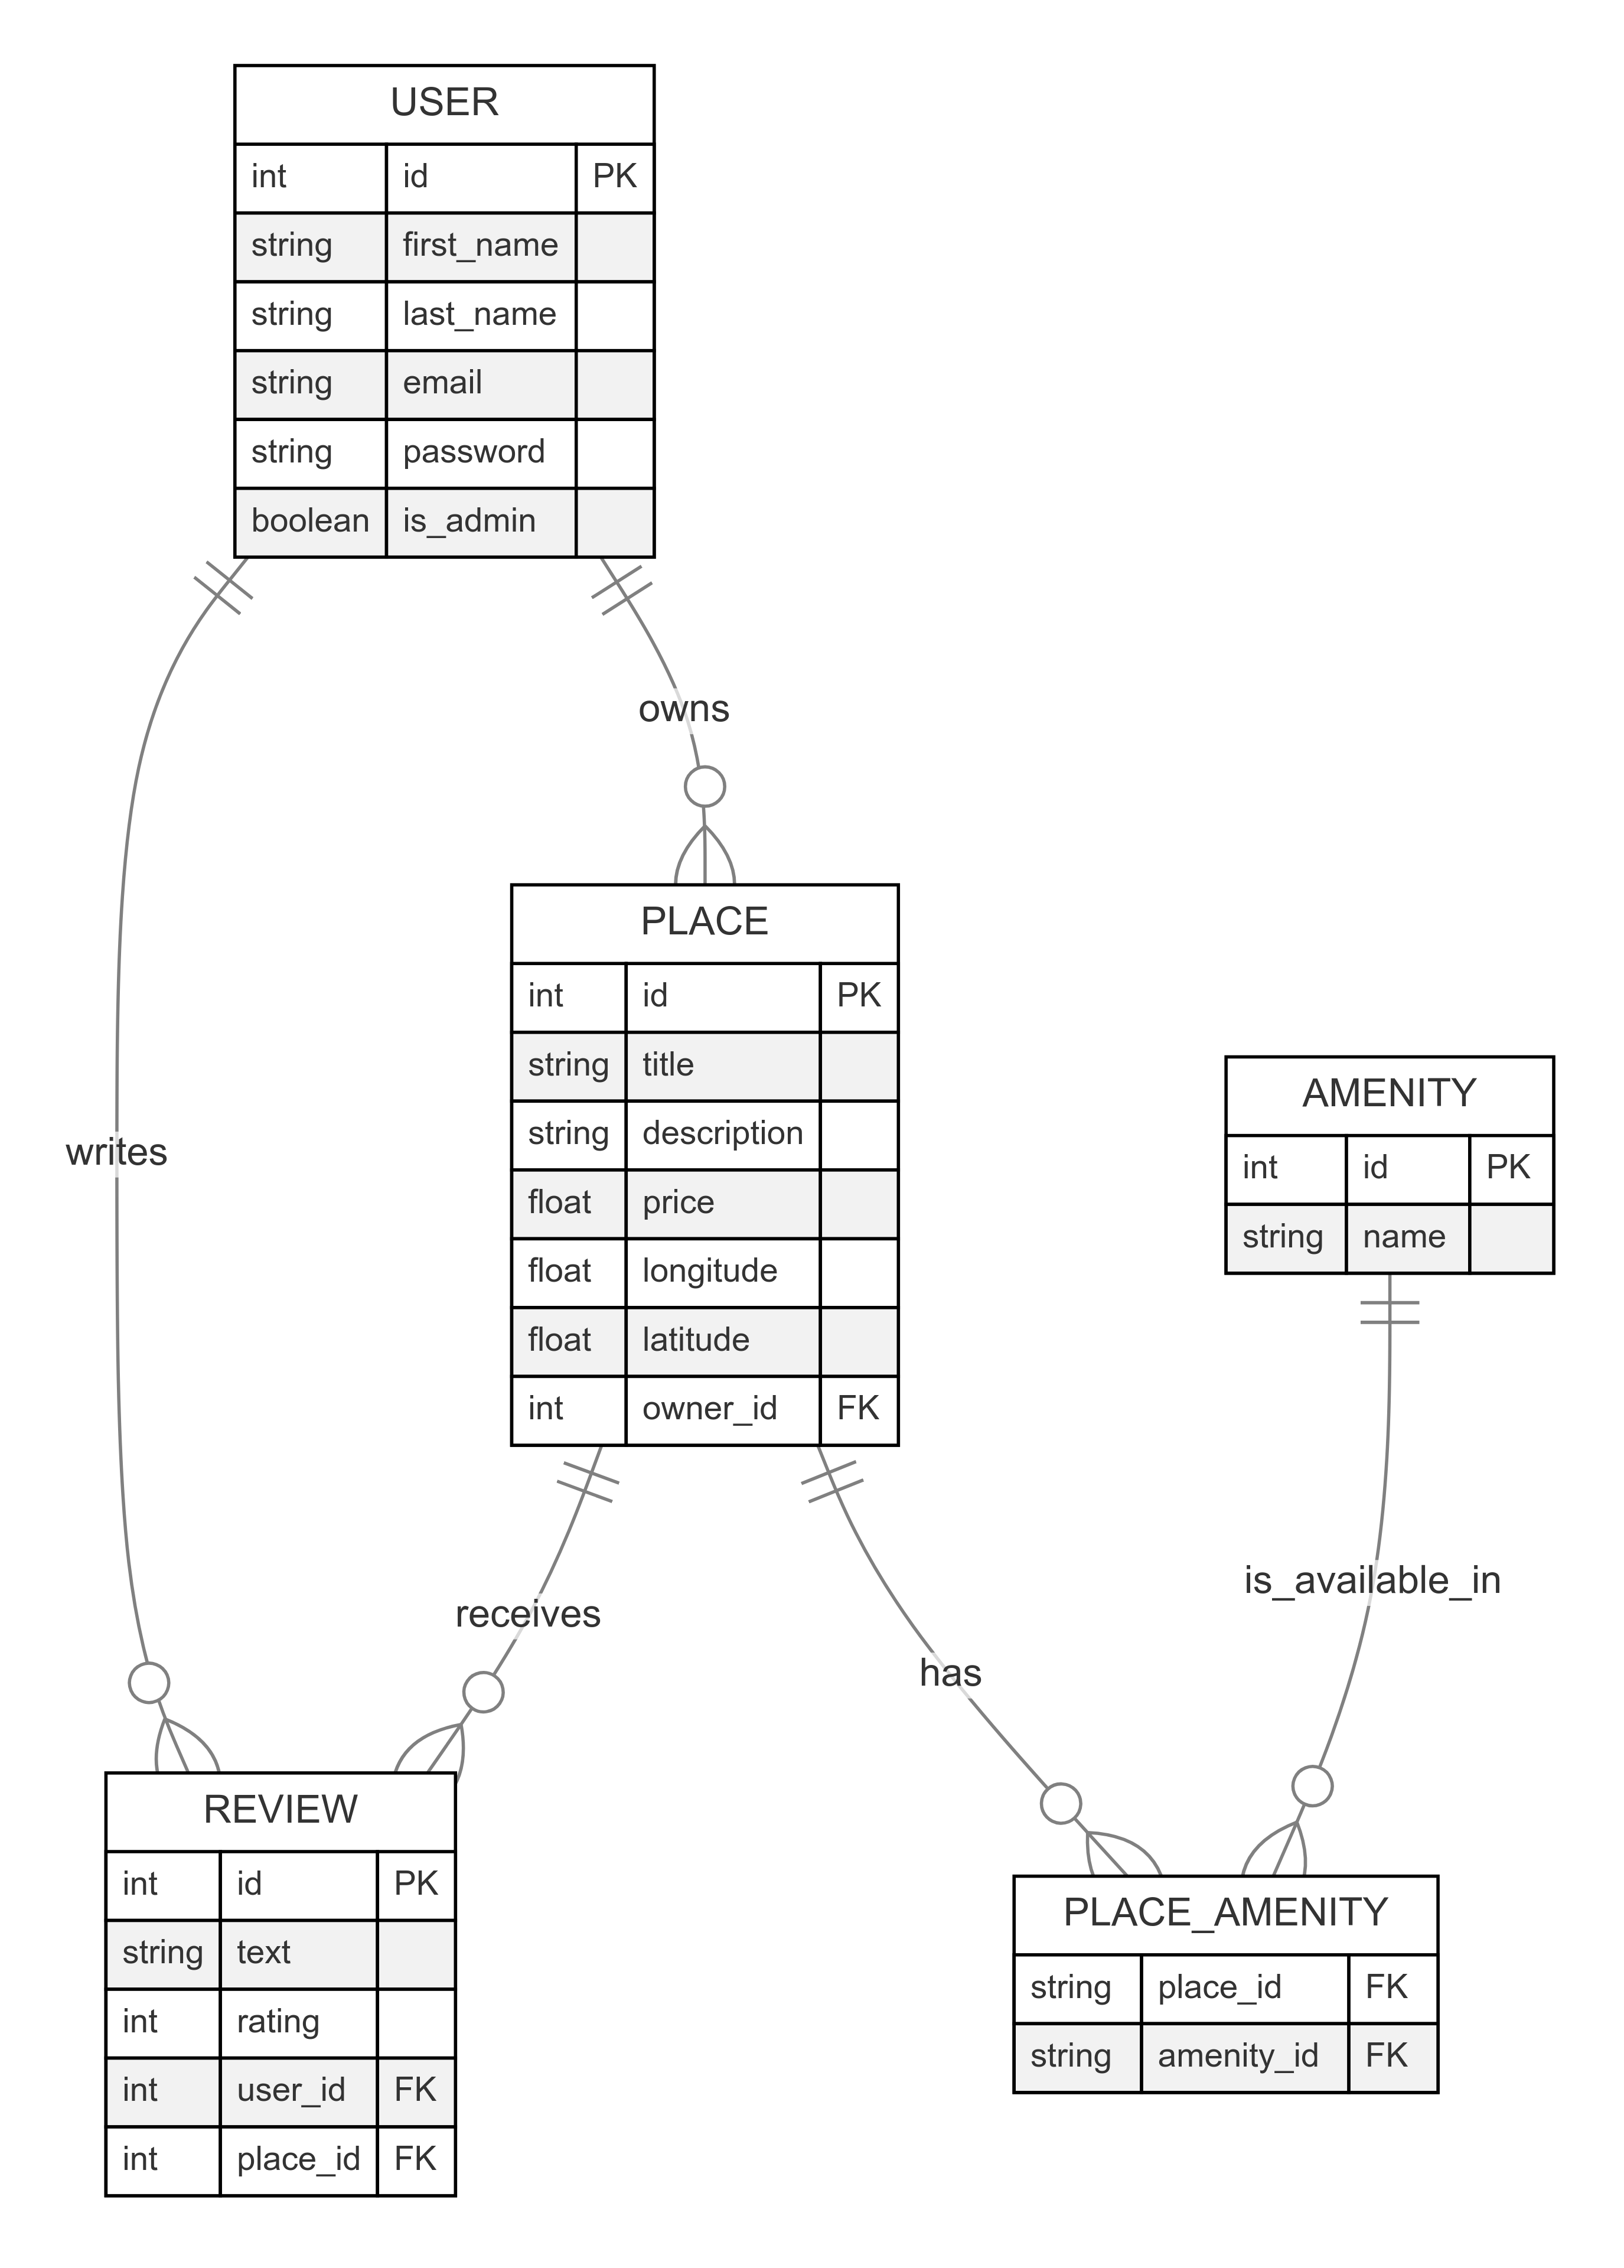 USER
int id PK
string first_name
string last_name
string email
string password
boolean is_admin
owns
PLACE
int id PK
string title
string description
float price
float longitude
float latitude
int owner_id FK
AMENITY
int id PK
string name
writes
is_available_in
receives
has
REVIEW
int id PK
string text
int rating
int user_id FK
int place_id FK
PLACE_AMENITY
string place_id FK
string amenity_id FK